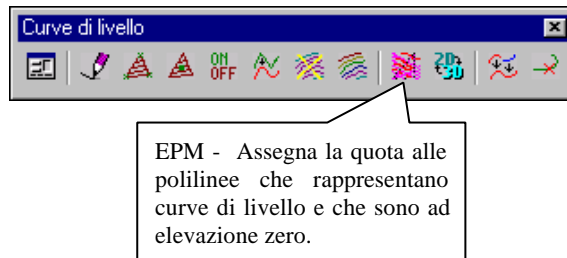 Curve di livello
ON
OFF
2D
3D
EPM - Assegna la quota alle
polilinee che rappresentano
curve di livello e che sono ad
elevazione zero.